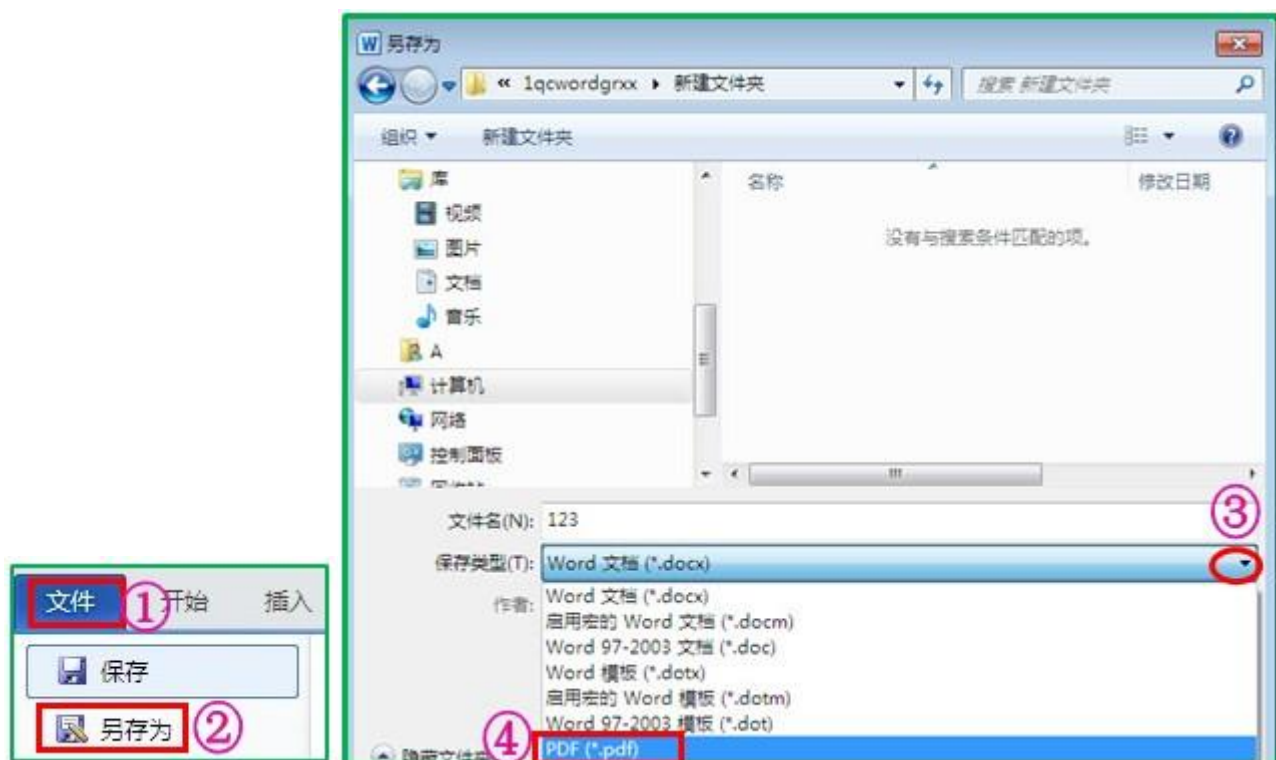 文件 ① 开始 插入
保存
另存为 ②
另存为
« 1qcwordgrxx ▸ 新建文件夹 搜索 新建文件夹
组织 新建文件夹
库 名称 修改日期
视频 没有与搜索条件匹配的项。
图片
文档
音乐
A
计算机
网络
控制面板
③
文件名(N): 123
保存类型(T): Word 文档 (*.docx)
作者: Word 文档 (*.docx)
启用宏的 Word 文档 (*.docm)
Word 97-2003 文档 (*.doc)
Word 模板 (*.dotx)
启用宏的 Word 模板 (*.dotm)
Word 97-2003 模板 (*.dot)
隐藏文件夹 ④ PDF (*.pdf)